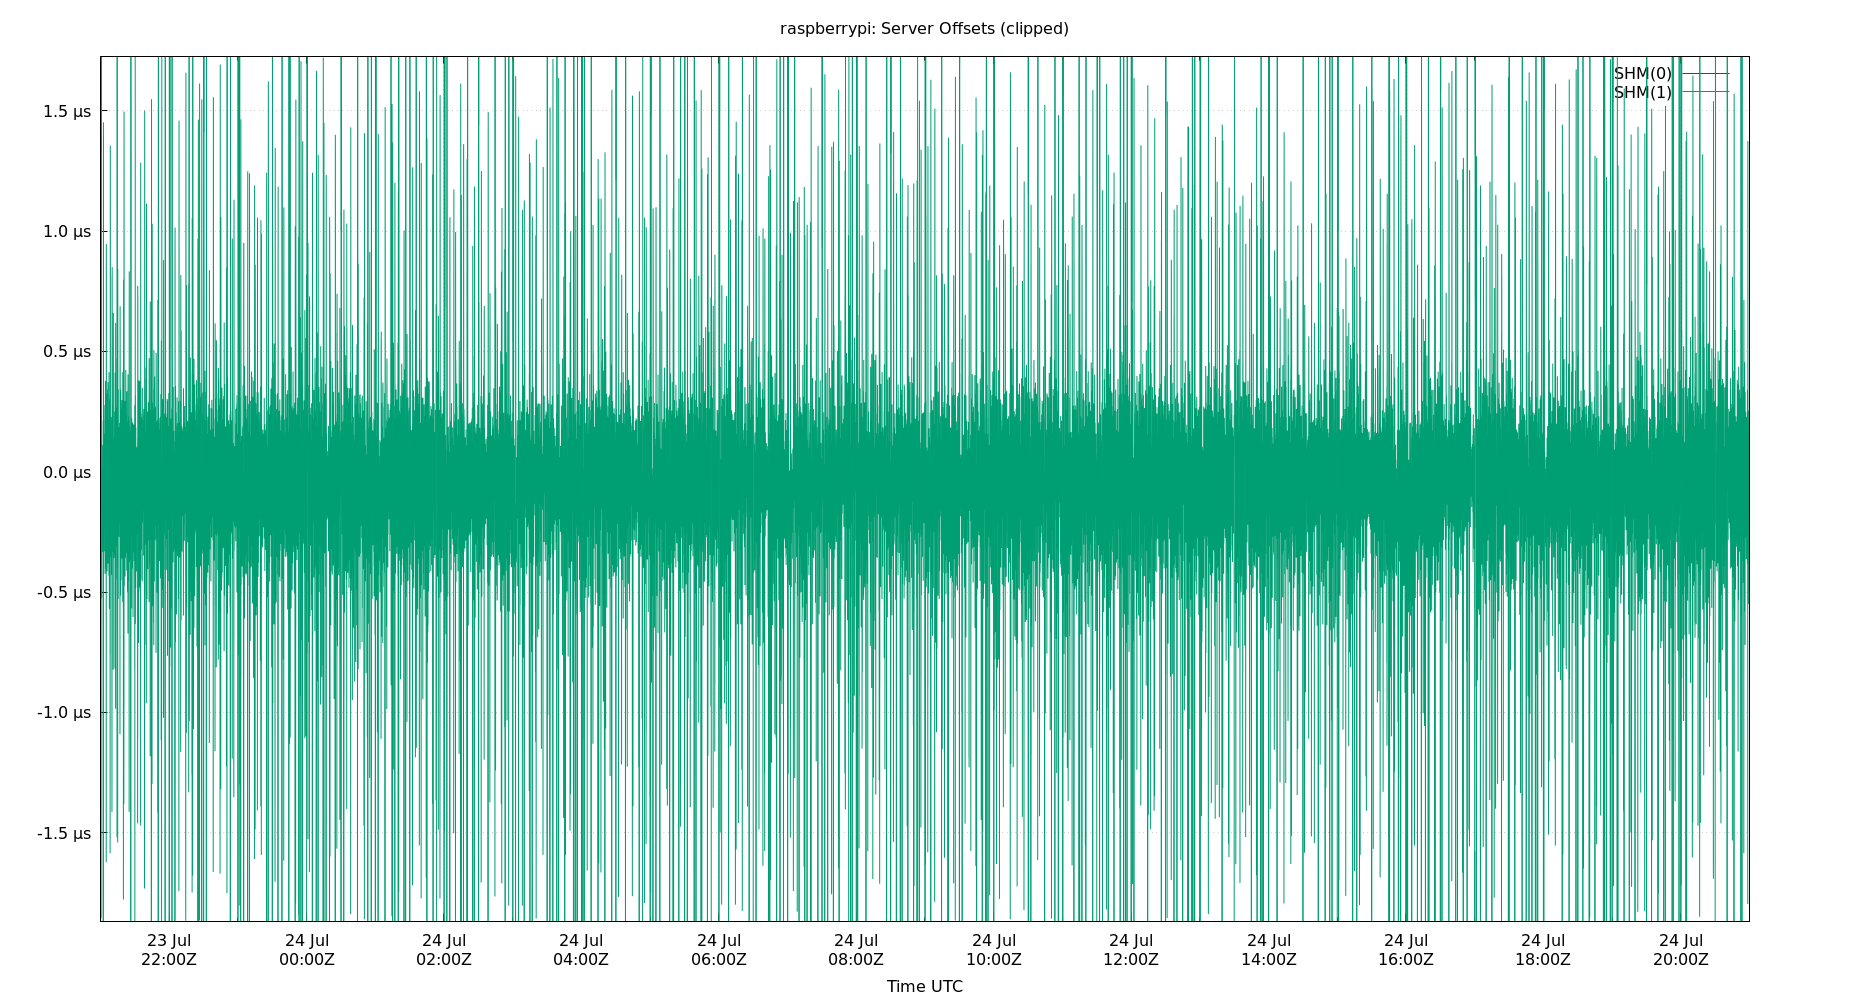 raspberrypi: Server Offsets (clipped)
SHM(0)
SHM(1)
1.5 µs
1.0 µs
0.5 µs
0.0 µs
-0.5 µs
-1.0 µs
-1.5 µs
23 Jul 24 Jul 24 Jul 24 Jul 24 Jul 24 Jul 24 Jul 24 Jul 24 Jul 24 Jul 24 Jul 24 Jul
22:00Z 00:00Z 02:00Z 04:00Z 06:00Z 08:00Z 10:00Z 12:00Z 14:00Z 16:00Z 18:00Z 20:00Z
Time UTC